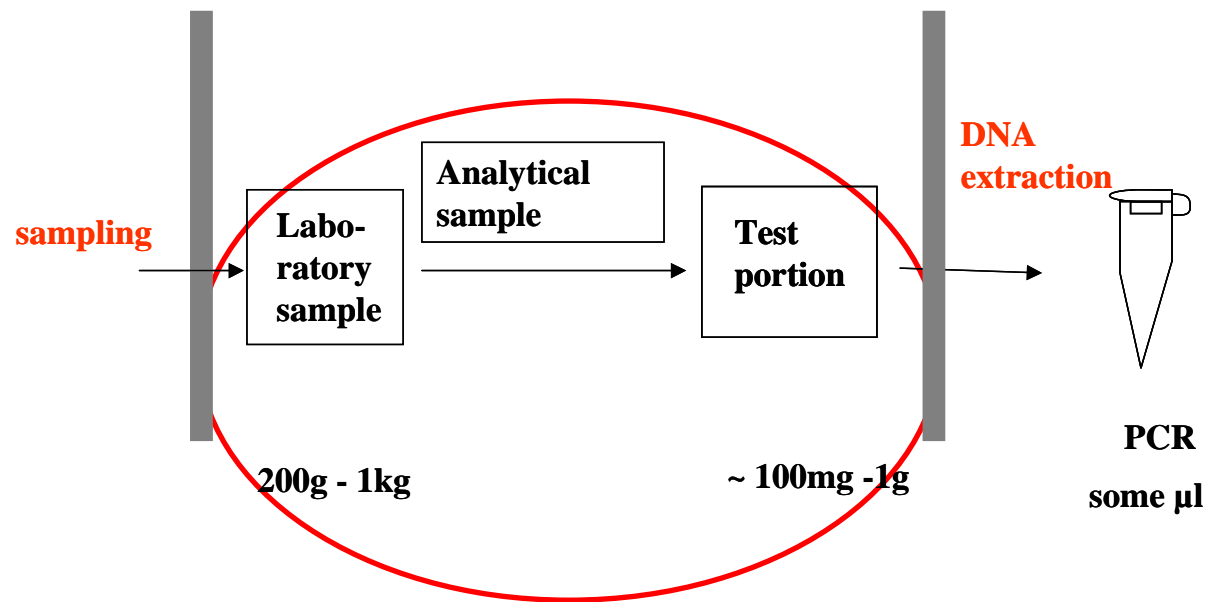 sampling
Labo-
ratory
sample
Analytical
sample
Test
portion
DNA
extraction
200g - 1kg
~ 100mg -1g
PCR
some µl